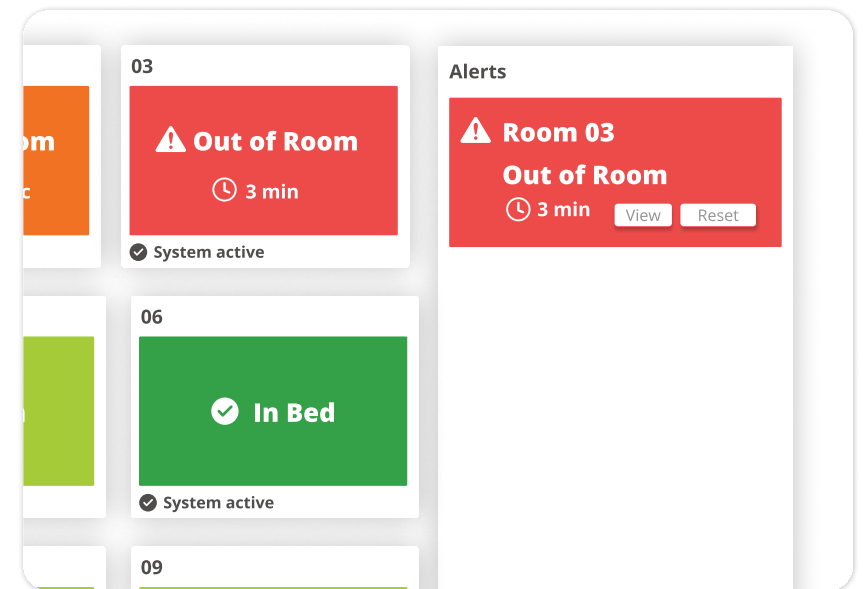 03
Alerts
Out of Room
3 min
System active
Room 03
Out of Room
3 min
View
Reset
06
In Bed
System active
09